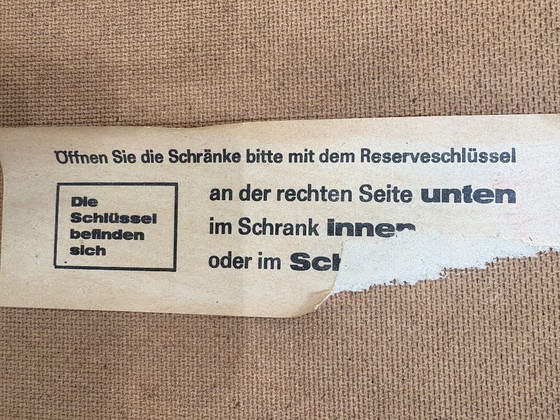 Öffnen Sie die Schränke bitte mit dem Reserveschlüssel
Die
Schlüssel
befinden
sich
an der rechten Seite unten
im Schrank innen
oder im